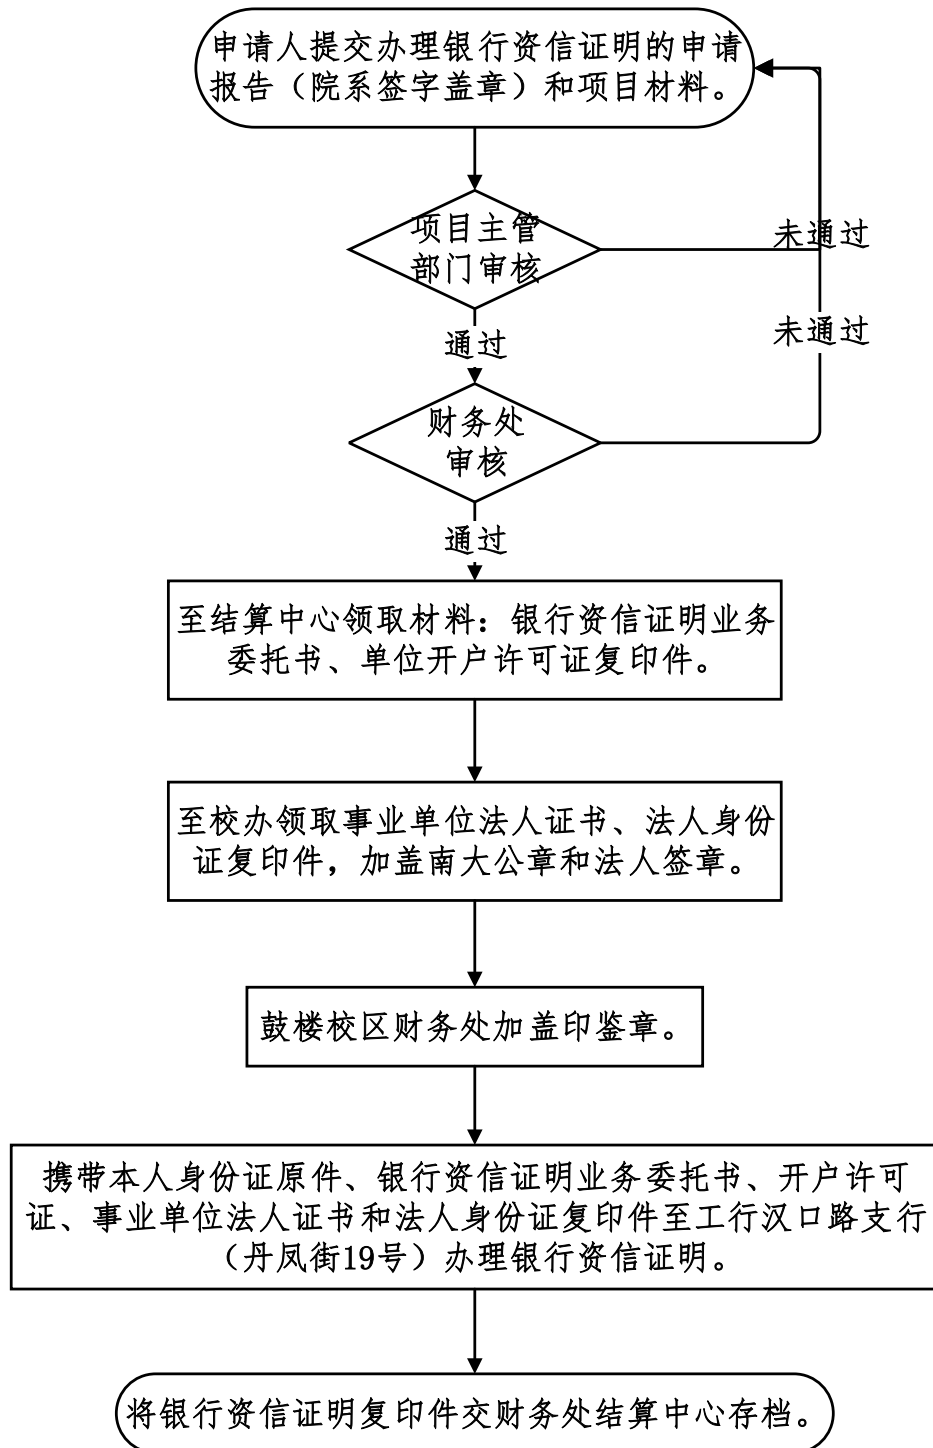 申请人提交办理银行资信证明的申请
报告（院系签字盖章）和项目材料。
项目主管
部门审核
未通过
未通过
通过
财务处
审核
通过
至结算中心领取材料：银行资信证明业务
委托书、单位开户许可证复印件。
至校办领取事业单位法人证书、法人身份
证复印件，加盖南大公章和法人签章。
鼓楼校区财务处加盖印鉴章。
携带本人身份证原件、银行资信证明业务委托书、开户许可
证、事业单位法人证书和法人身份证复印件至工行汉口路支行
（丹凤街19号）办理银行资信证明。
将银行资信证明复印件交财务处结算中心存档。